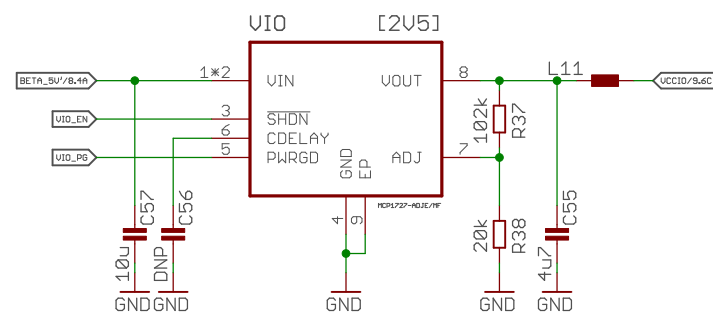 VIO [2V5]
BETA_5V'/8.4A 1*2 VIN VOUT 8 L11 VCCIO/9.6C
VIO_EN 3 SHDN 102k R37
6 CDELAY
VIO_PG 5 PWRGD GND EP ADJ 7
MCP1727-ADJE/MF
10u C57 DNP C56 4 9 20k R38 4u7 C55
GND GND GND GND GND